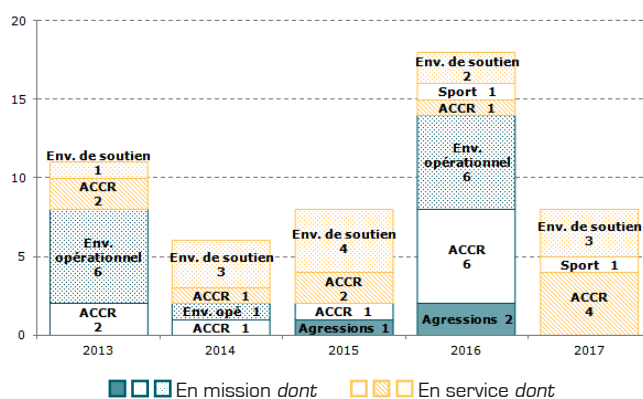 20
15
10
5
0
Env. de soutien
1
ACCR
2
Env.
opérationnel
6
ACCR
2
Env. de soutien
3
ACCR 1
Env. opé 1
ACCR 1
Env. de soutien
4
ACCR
2
ACCR 1
Agressions 1
Env. de soutien
2
Sport 1
ACCR 1
Env.
opérationnel
6
ACCR
6
Agressions 2
Env. de soutien
3
Sport 1
ACCR
4
2013 2014 2015 2016 2017
En mission dont En service dont